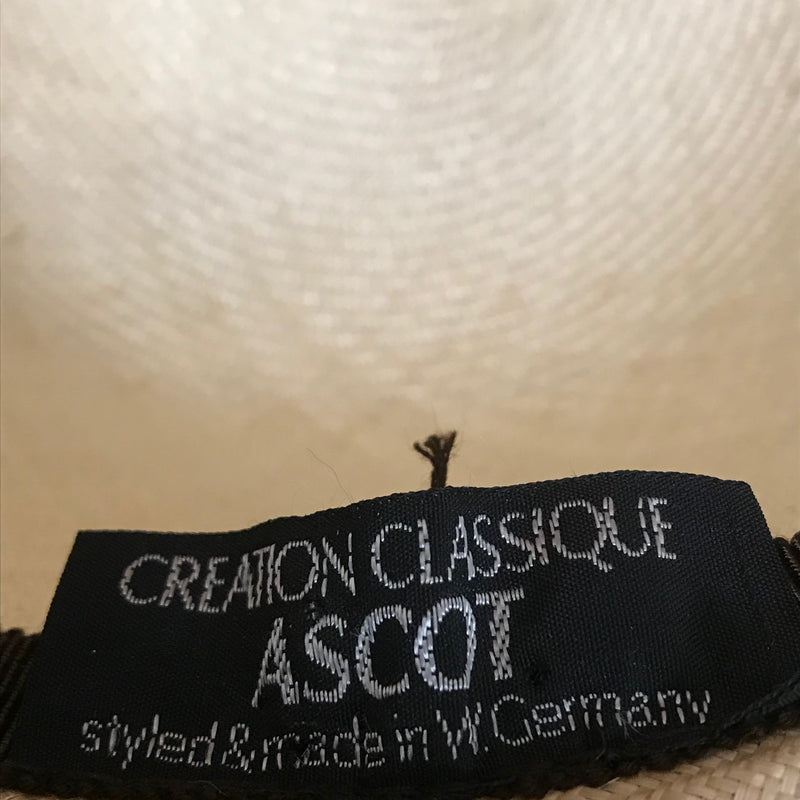 CREATION CLASSIQUE
ASCOT
styled & made in W. Germany